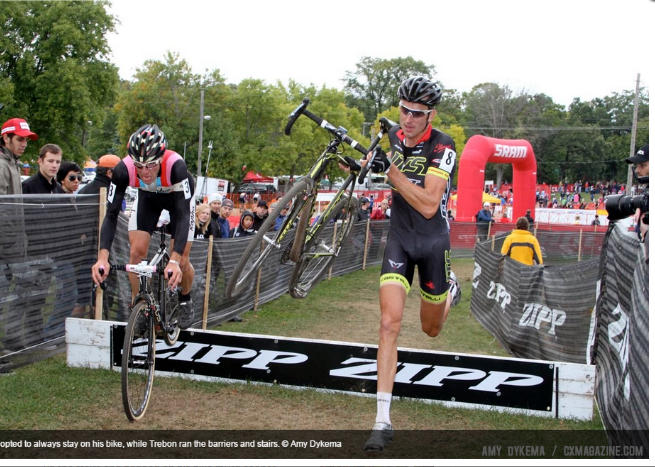 SRAM
8
ZIPP
ZIPP
ZIPP
ZIPP
opted to always stay on his bike, while Trebon ran the barriers and stairs. © Amy Dykema
AMY DYKEMA / CXMAGAZINE.COM